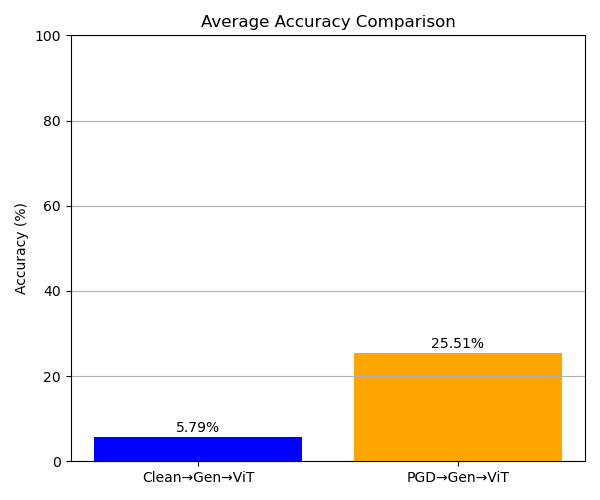 Average Accuracy Comparison
100
80
60
40
20
0
Accuracy (%)
5.79%
25.51%
Clean→Gen→ViT
PGD→Gen→ViT